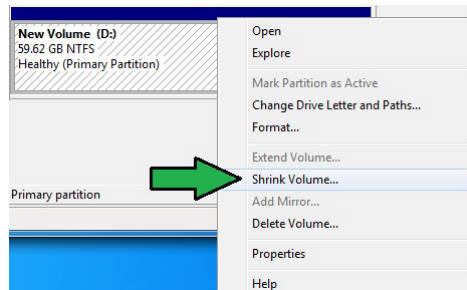 New Volume (D:)
59.62 GB NTFS
Healthy (Primary Partition)
Primary partition
Open
Explore
Mark Partition as Active
Change Drive Letter and Paths...
Format...
Extend Volume...
Shrink Volume...
Add Mirror...
Delete Volume...
Properties
Help